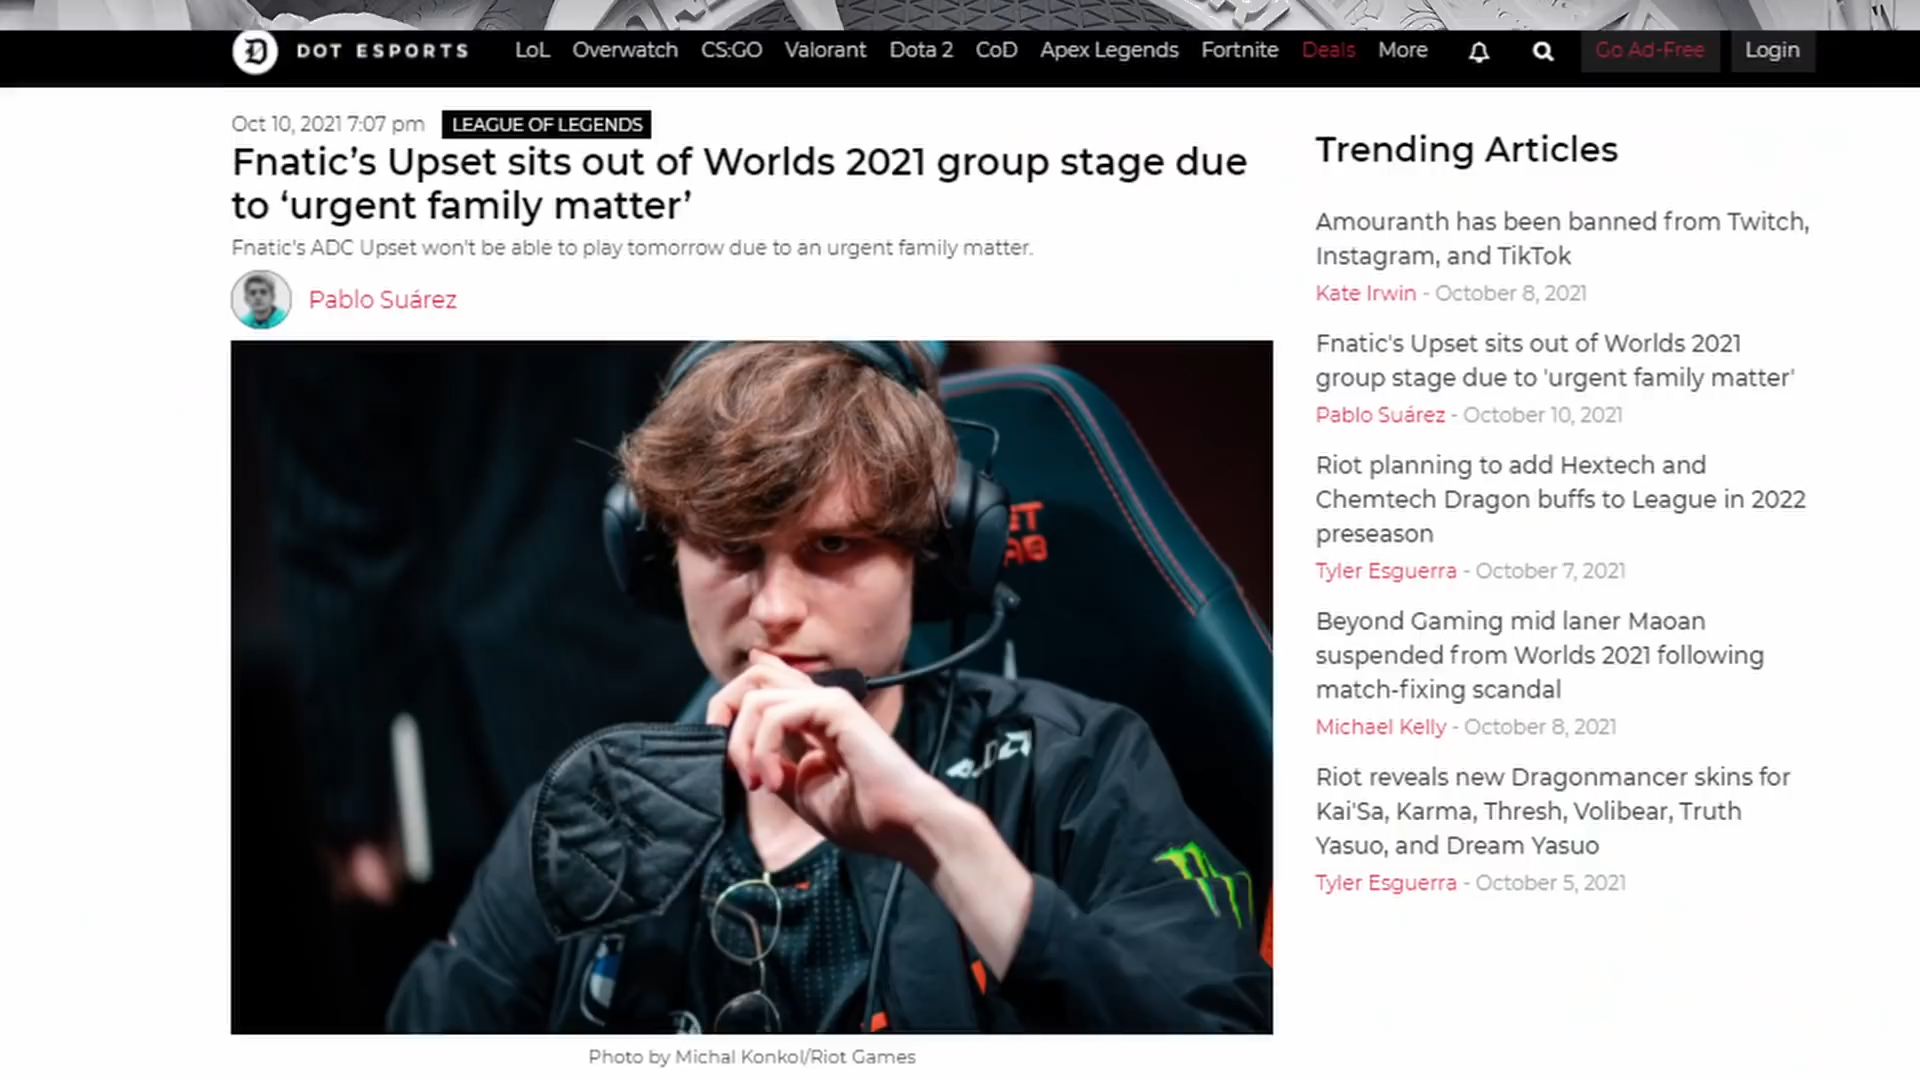 DOT ESPORTS
LoL Overwatch CS:GO Valorant Dota 2 CoD Apex Legends Fortnite Deals More Go Ad-Free Login
Oct 10, 2021 7:07 pm LEAGUE OF LEGENDS
Fnatic’s Upset sits out of Worlds 2021 group stage due
to ‘urgent family matter’
Fnatic's ADC Upset won't be able to play tomorrow due to an urgent family matter.
Pablo Suárez
Photo by Michal Konkol/Riot Games
Trending Articles
Amouranth has been banned from Twitch,
Instagram, and TikTok
Kate Irwin - October 8, 2021
Fnatic's Upset sits out of Worlds 2021
group stage due to 'urgent family matter'
Pablo Suárez - October 10, 2021
Riot planning to add Hextech and
Chemtech Dragon buffs to League in 2022
preseason
Tyler Esguerra - October 7, 2021
Beyond Gaming mid laner Maoan
suspended from Worlds 2021 following
match-fixing scandal
Michael Kelly - October 8, 2021
Riot reveals new Dragonmancer skins for
Kai'Sa, Karma, Thresh, Volibear, Truth
Yasuo, and Dream Yasuo
Tyler Esguerra - October 5, 2021